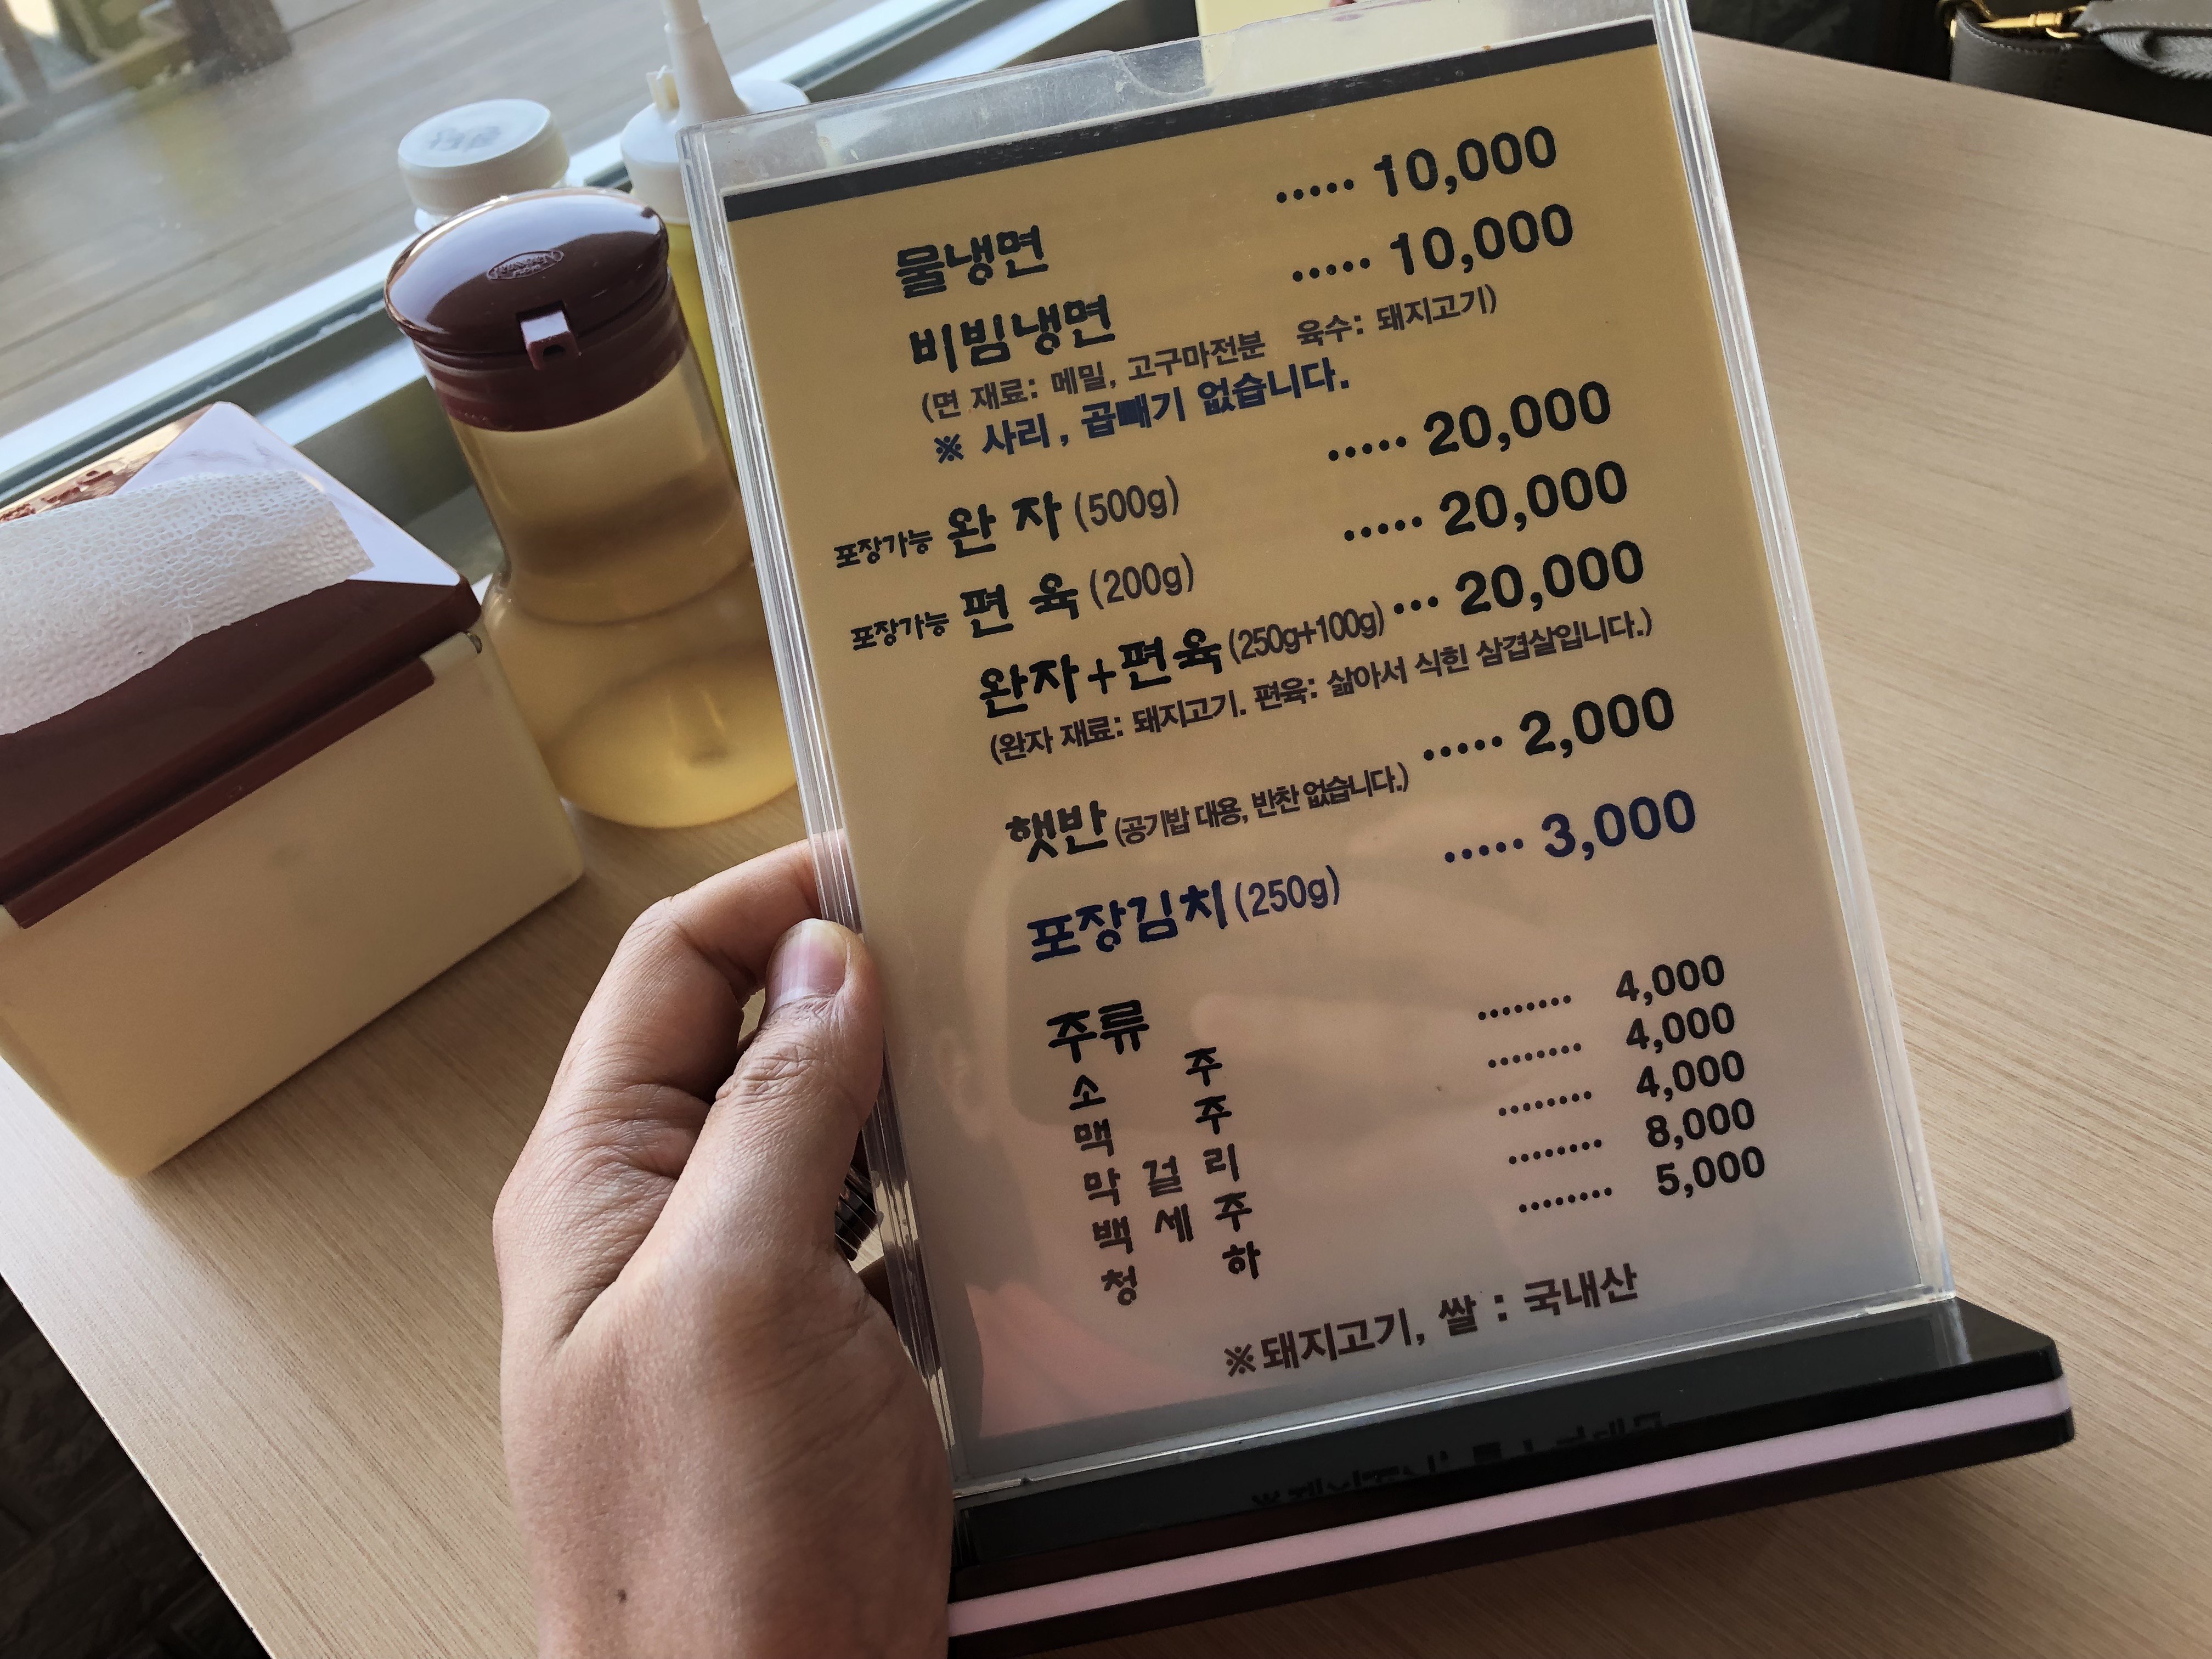 물냉면 ····· 10,000
비빔냉면 ····· 10,000
(면 재료: 메밀, 고구마전분 육수: 돼지고기)
※ 사리, 곱빼기 없습니다.
포장가능 완 자 (500g) ····· 20,000
포장가능 편 육 (200g) ····· 20,000
완자+편육 (250g+100g) ··· 20,000
(완자 재료: 돼지고기. 편육: 삶아서 식힌 삼겹살입니다.)
햇반 (공기밥 대용, 반찬 없습니다.) ····· 2,000
포장김치 (250g) ····· 3,000
주류
소 주 ········ 4,000
맥 주 ········ 4,000
막 걸 리 ········ 4,000
백 세 주 ········ 8,000
청 하 ········ 5,000
※돼지고기, 쌀 : 국내산